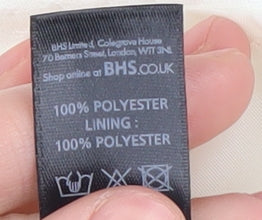 BHS Limited, Colegrave House
70 Berners Street, London, W1T 3NL
Shop online at BHS.CO.UK
100% POLYESTER
LINING :
100% POLYESTER